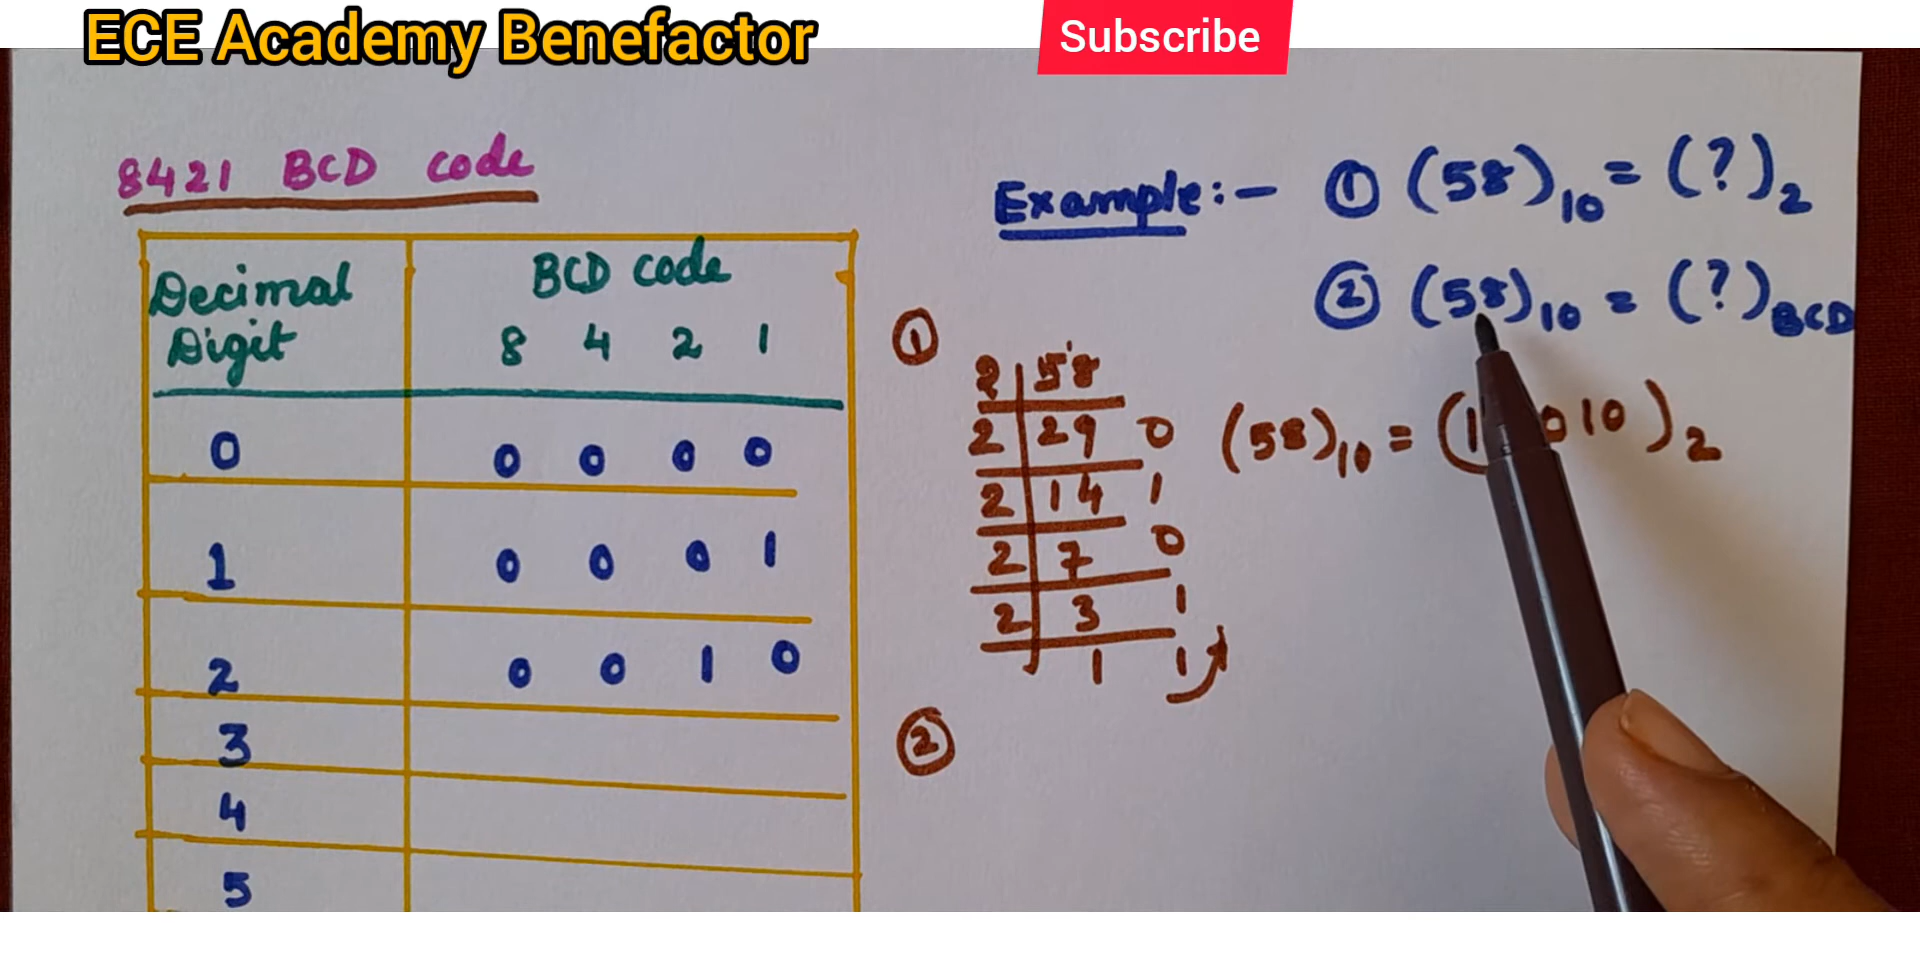 ECE Academy Benefactor
Subscribe
8421 BCD code
Decimal Digit
BCD code
8 4 2 1
0 0 0 0 0
1 0 0 0 1
2 0 0 1 0
3
4
5
Example:- ① (58)10 = (?)2
② (58)10 = (?)BCD
①
2 58
2 29 0
2 14 1
2 7 0
2 3 1
1 1
(58)10 = (1 010)2
②